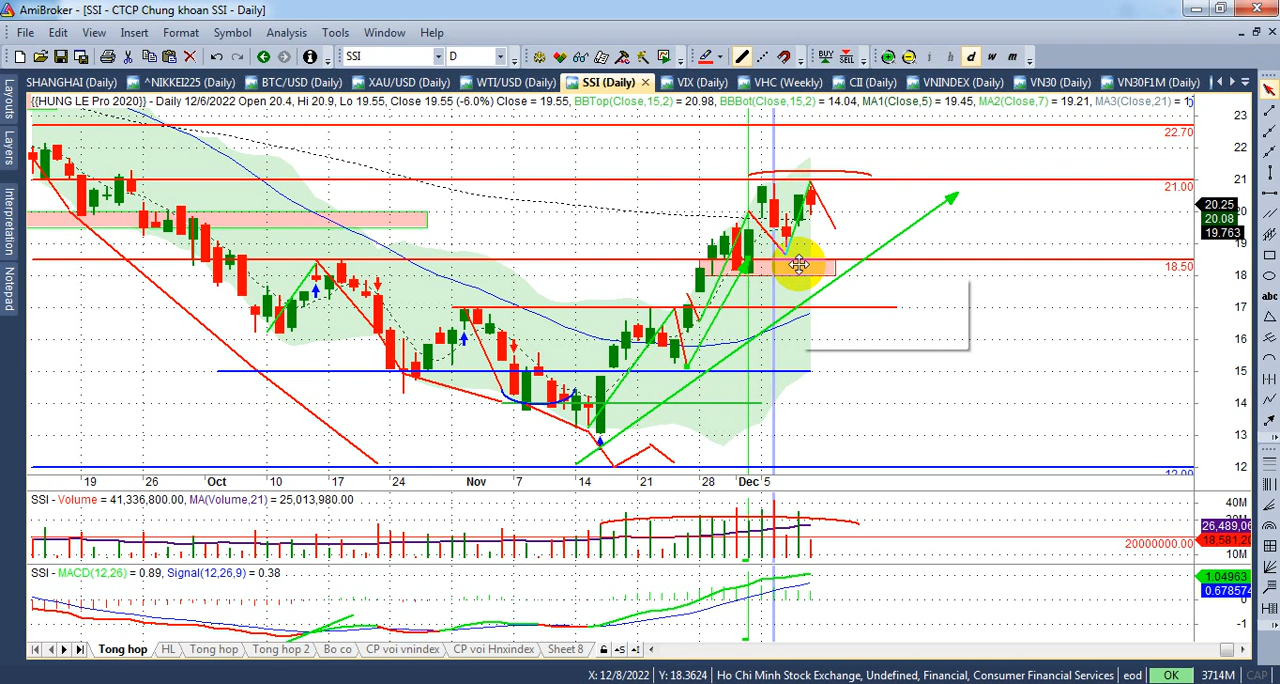 AmiBroker - [SSI - CTCP Chung khoan SSI - Daily]
File Edit View Insert Format Symbol Analysis Tools Window Help
SSI D BUY SELL i h d w m
SHANGHAI (Daily) ^NIKKEI225 (Daily) BTC/USD (Daily) XAU/USD (Daily) WTI/USD (Daily) SSI (Daily) VIX (Daily) VHC (Weekly) CII (Daily) VNINDEX (Daily) VN30 (Daily) VN30F1M (Daily)
Layouts
Layers
Interpretation
Notepad
{{HUNG LE Pro 2020}} - Daily 12/6/2022 Open 20.4, Hi 20.9, Lo 19.55, Close 19.55 (-6.0%) Close = 19.55, BBTop(Close,15,2) = 20.98, BBBot(Close,15,2) = 14.04, MA1(Close,5) = 19.45, MA2(Close,7) = 19.21, MA3(Close,21) =
23
22.70
22
21
21.00
20.25
20
20.08
19.763
19
18.50
18
17
16
15
14
13
12
12.00
19 26 Oct 10 17 24 Nov 7 14 21 28 Dec 5
SSI - Volume = 41,336,800.00, MA(Volume,21) = 25,013,980.00
40M
26,489,06
18,581,20
20000000.00
10M
SSI - MACD(12,26) = 0.89, Signal(12,26,9) = 0.38
1.04963
0.678574
-1
Tong hop HL Tong hop Tong hop 2 Bo co CP voi vnindex CP voi Hnxindex Sheet 8
X: 12/8/2022 Y: 18.3624 Ho Chi Minh Stock Exchange, Undefined, Financial, Consumer Financial Services eod OK 3714M CAP
abc